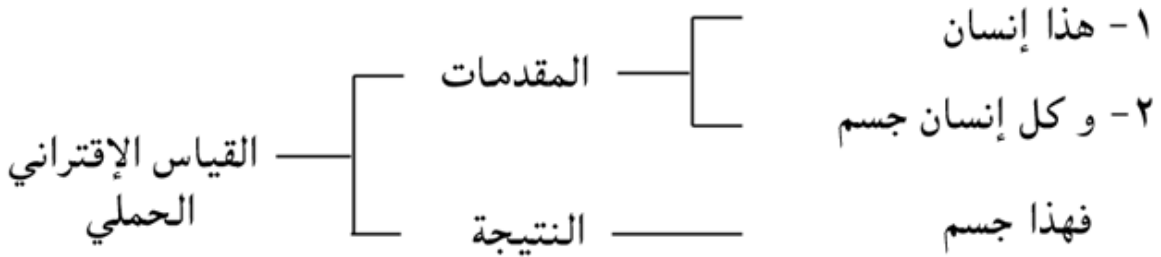 ١- هذا إنسان
المقدمات
٢- و كل إنسان جسم
القياس الإقتراني
الحملي
النتيجة
فهذا جسم